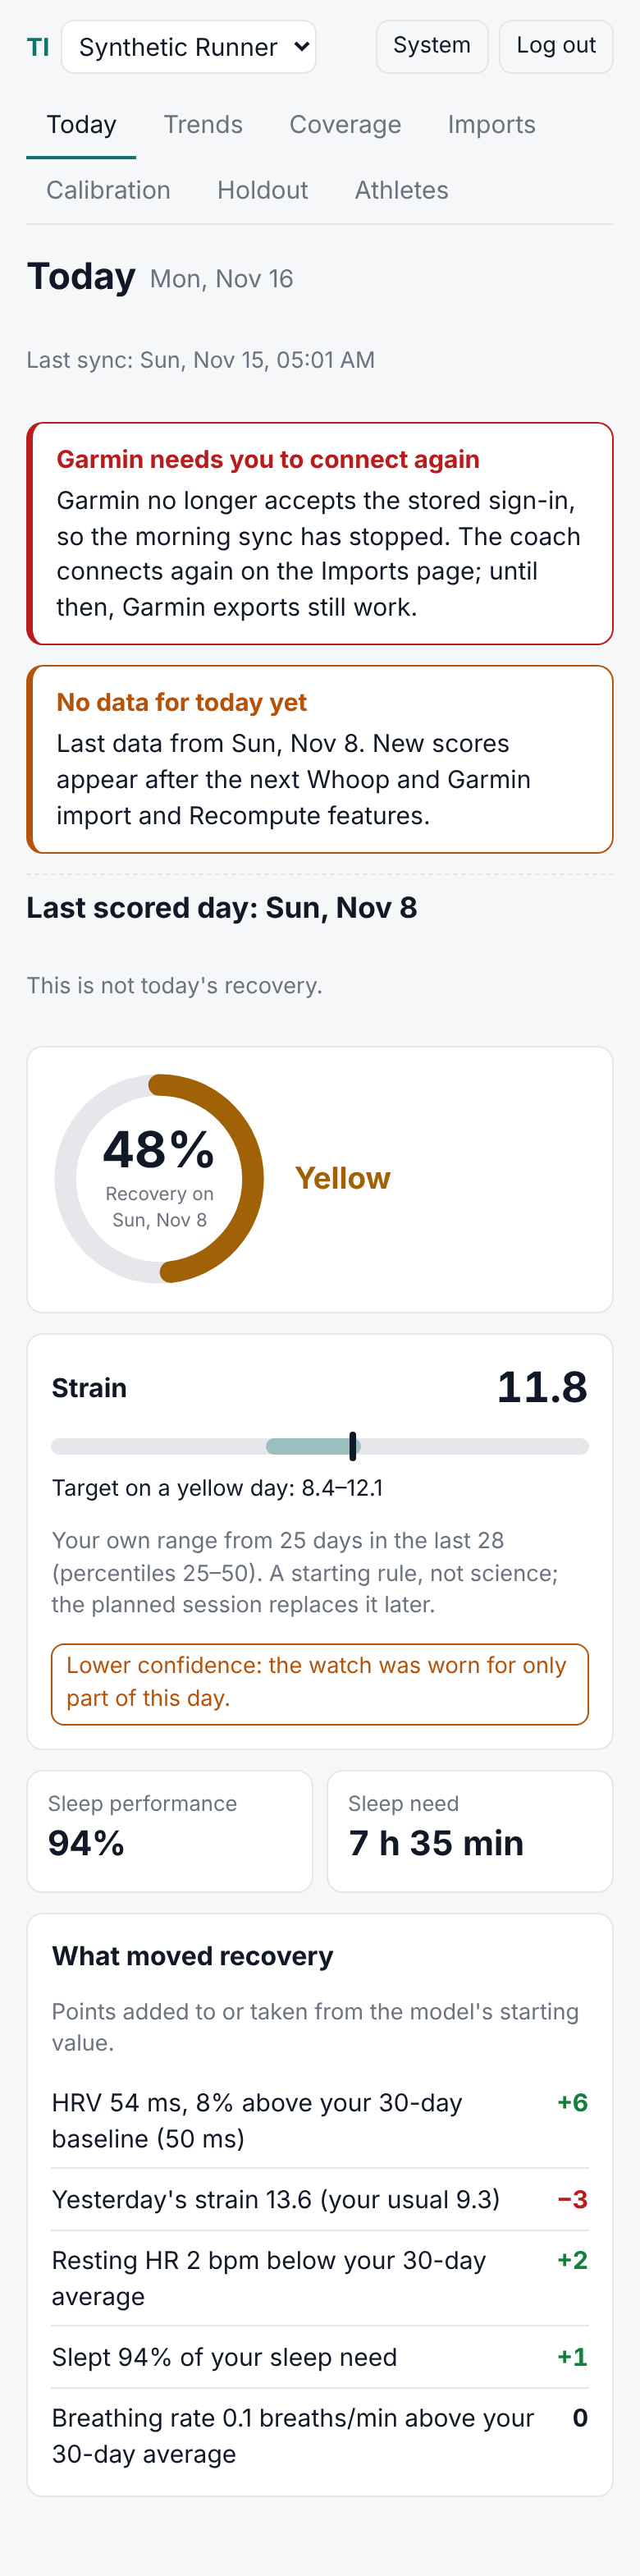 TI Synthetic Runner System Log out
Today Trends Coverage Imports
Calibration Holdout Athletes
Today Mon, Nov 16
Last sync: Sun, Nov 15, 05:01 AM
Garmin needs you to connect again
Garmin no longer accepts the stored sign-in,
so the morning sync has stopped. The coach
connects again on the Imports page; until
then, Garmin exports still work.
No data for today yet
Last data from Sun, Nov 8. New scores
appear after the next Whoop and Garmin
import and Recompute features.
Last scored day: Sun, Nov 8
This is not today's recovery.
48%
Recovery on
Sun, Nov 8
Yellow
Strain 11.8
Target on a yellow day: 8.4–12.1
Your own range from 25 days in the last 28
(percentiles 25–50). A starting rule, not science;
the planned session replaces it later.
Lower confidence: the watch was worn for only
part of this day.
Sleep performance
94%
Sleep need
7 h 35 min
What moved recovery
Points added to or taken from the model's starting
value.
HRV 54 ms, 8% above your 30-day
baseline (50 ms)
+6
Yesterday's strain 13.6 (your usual 9.3) −3
Resting HR 2 bpm below your 30-day
average
+2
Slept 94% of your sleep need +1
Breathing rate 0.1 breaths/min above your
30-day average
0